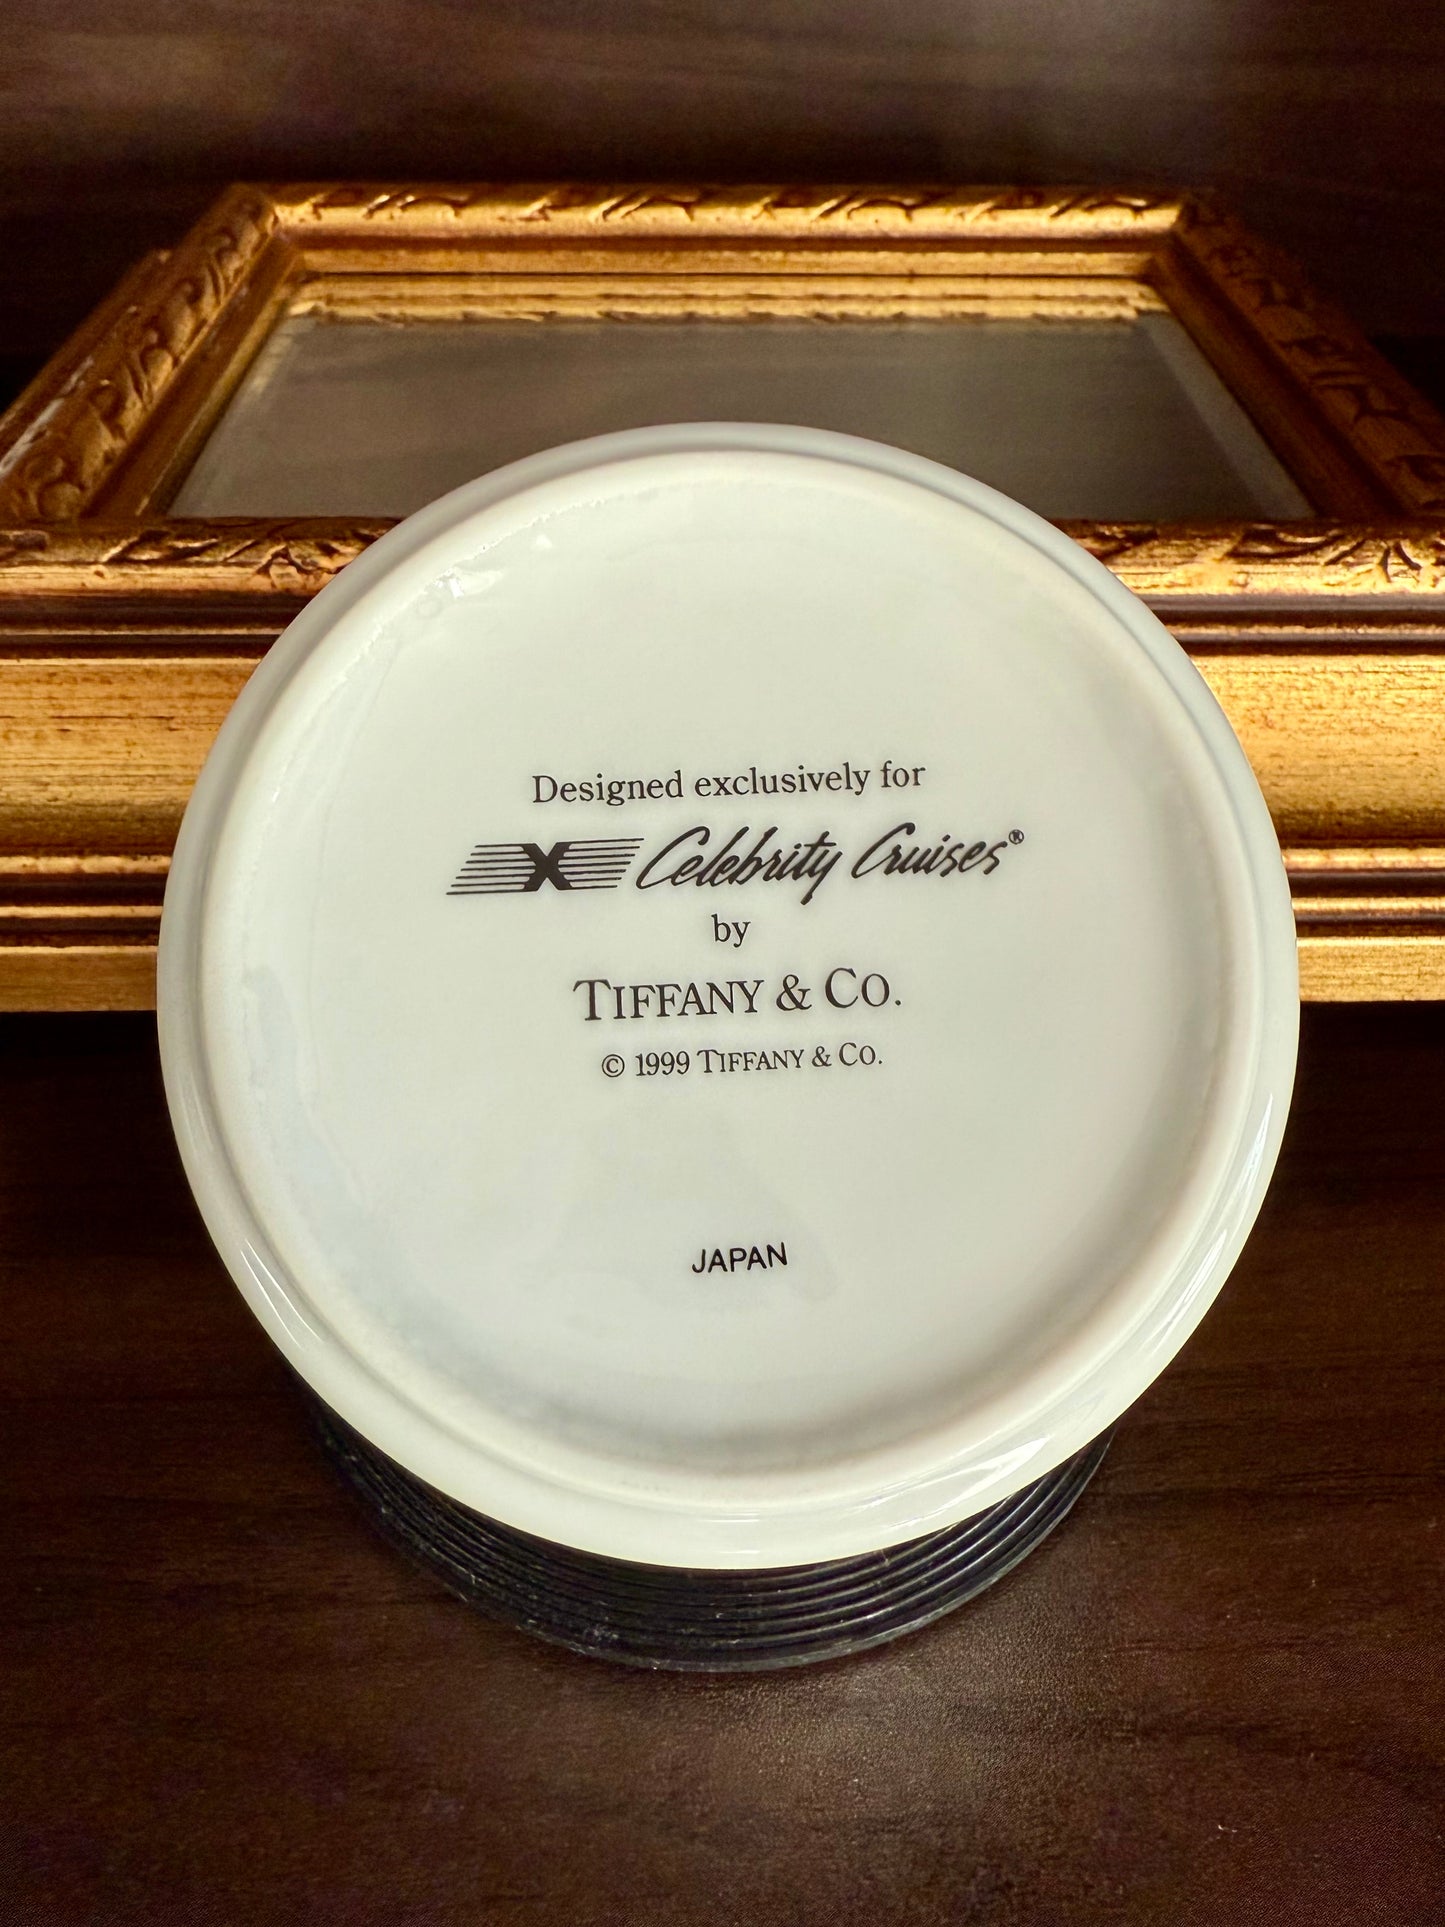 Designed exclusively for
X Celebrity Cruises®
by
TIFFANY & CO.
© 1999 TIFFANY & CO.
JAPAN